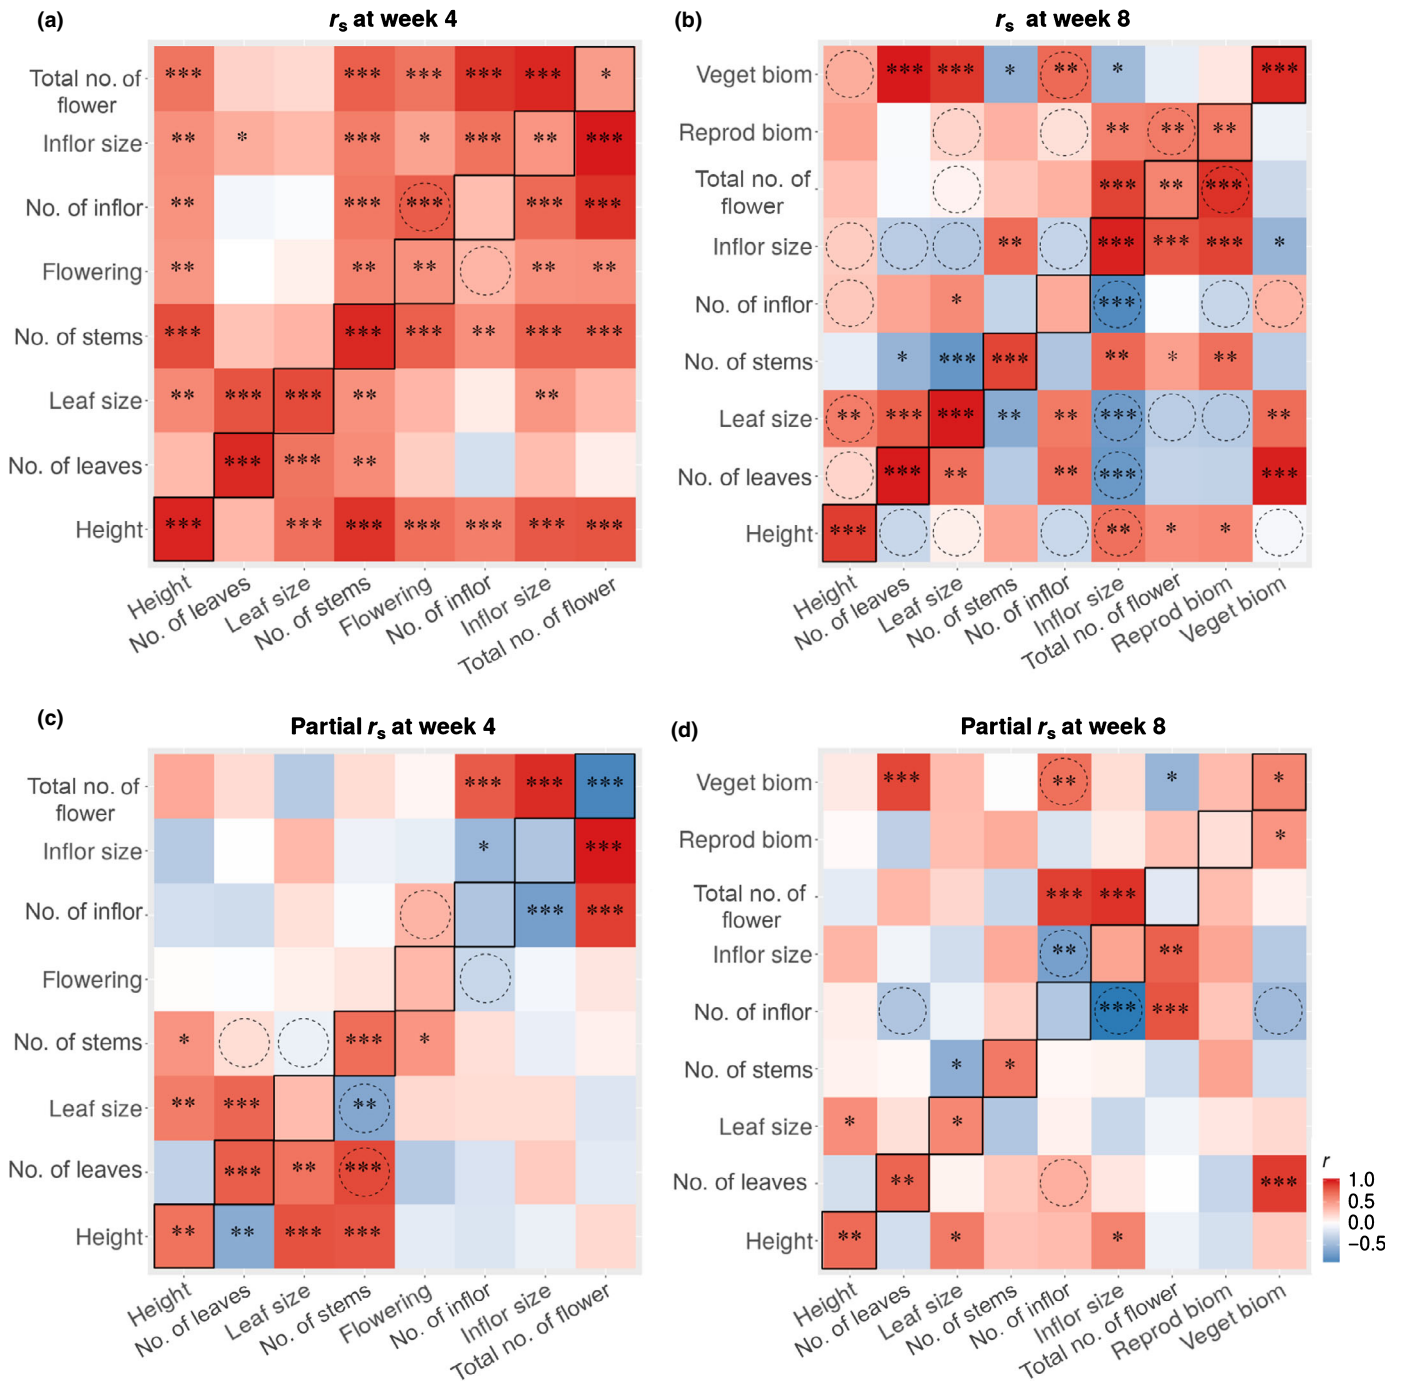 (a)
rs at week 4
Total no. of
flower
*** *** *** *** *** *
Inflor size
** * *** * *** ** ***
No. of inflor
** *** *** *** ***
Flowering
** ** ** ** **
No. of stems
*** *** *** ** *** ***
Leaf size
** *** *** ** **
No. of leaves
*** *** **
Height
*** *** *** *** *** *** ***
Height
No. of leaves
Leaf size
No. of stems
Flowering
No. of inflor
Inflor size
Total no. of flower
(b)
rs at week 8
Veget biom
*** *** * ** * ***
Reprod biom
** ** **
Total no. of
flower
*** ** ***
Inflor size
** *** *** *** *
No. of inflor
* ***
No. of stems
* *** *** ** * **
Leaf size
** *** *** ** ** *** **
No. of leaves
*** ** ** *** ***
Height
*** ** * *
Height
No. of leaves
Leaf size
No. of stems
No. of inflor
Inflor size
Total no. of flower
Reprod biom
Veget biom
(c)
Partial rs at week 4
Total no. of
flower
*** *** ***
Inflor size
* ***
No. of inflor
*** ***
Flowering
No. of stems
* *** *
Leaf size
** *** **
No. of leaves
*** ** ***
Height
** ** *** ***
Height
No. of leaves
Leaf size
No. of stems
Flowering
No. of inflor
Inflor size
Total no. of flower
(d)
Partial rs at week 8
Veget biom
*** ** * *
Reprod biom
*
Total no. of
flower
*** ***
Inflor size
** **
No. of inflor
*** ***
No. of stems
* *
Leaf size
* *
No. of leaves
** ***
Height
** * *
Height
No. of leaves
Leaf size
No. of stems
No. of inflor
Inflor size
Total no. of flower
Reprod biom
Veget biom
r
1.0
0.5
0.0
−0.5